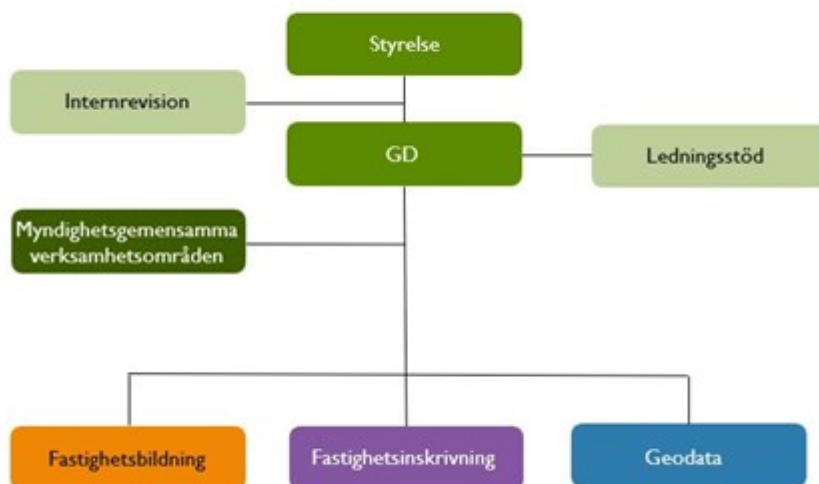 Styrelse
Internrevision
GD
Ledningsstöd
Myndighetsgemensamma
verksamhetsområden
Fastighetsbildning
Fastighetsinskrivning
Geodata